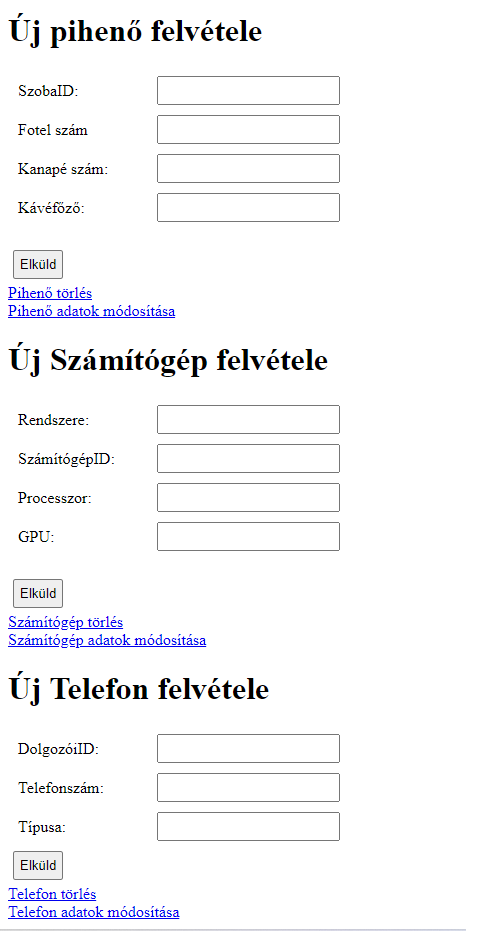 Új pihenő felvétele
SzobaID:
Fotel szám
Kanapé szám:
Kávéfőző:
Elküld
Pihenő törlés
Pihenő adatok módosítása
Új Számítógép felvétele
Rendszere:
SzámítógépID:
Processzor:
GPU:
Elküld
Számítógép törlés
Számítógép adatok módosítása
Új Telefon felvétele
DolgozóiID:
Telefonszám:
Típusa:
Elküld
Telefon törlés
Telefon adatok módosítása